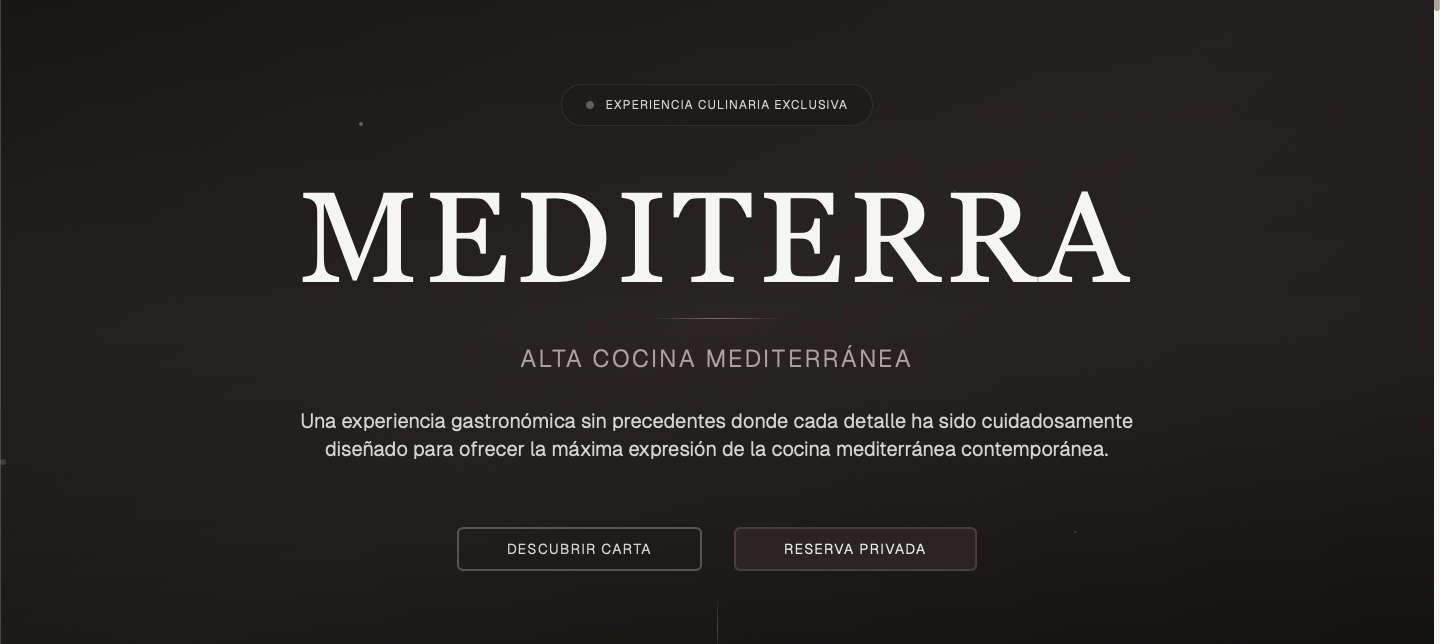 EXPERIENCIA CULINARIA EXCLUSIVA
MEDITERRA
ALTA COCINA MEDITERRÁNEA
Una experiencia gastronómica sin precedentes donde cada detalle ha sido cuidadosamente
diseñado para ofrecer la máxima expresión de la cocina mediterránea contemporánea.
DESCUBRIR CARTA
RESERVA PRIVADA